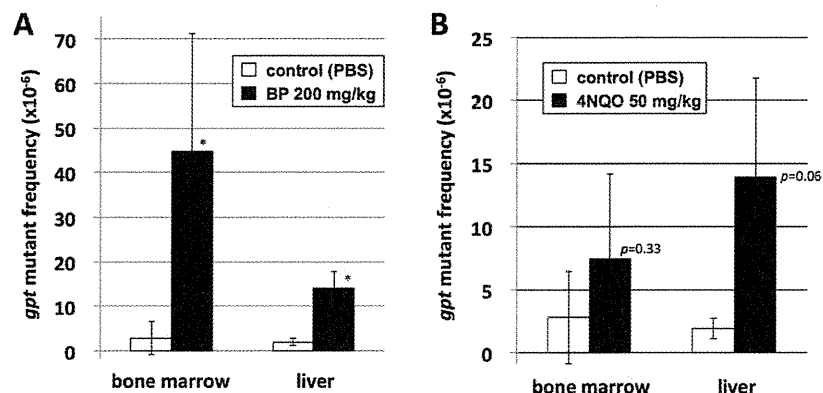 A
gpt mutant frequency (x10⁻⁶)
70
60
50
40
30
20
10
0
control (PBS)
BP 200 mg/kg
*
*
bone marrow
liver
B
gpt mutant frequency (x10⁻⁶)
25
20
15
10
5
0
control (PBS)
4NQO 50 mg/kg
p=0.33
p=0.06
bone marrow
liver